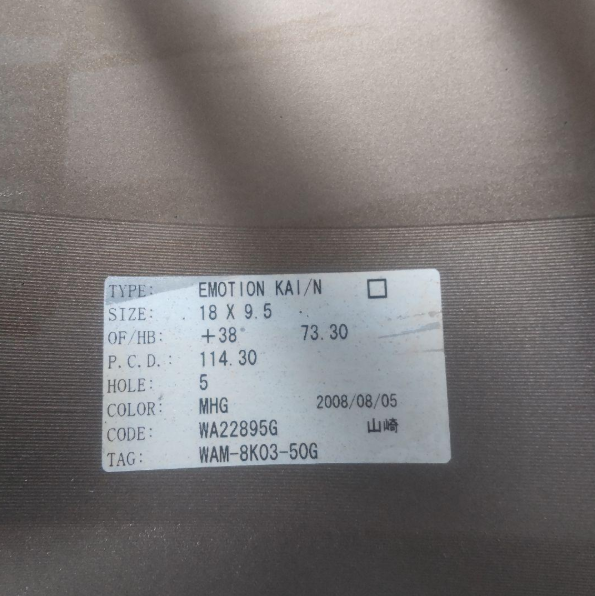 TYPE: EMOTION KAI/N □
SIZE: 18 X 9.5
OF/HB: +38 73.30
P.C.D.: 114.30
HOLE: 5
COLOR: MHG 2008/08/05
CODE: WA22895G 山崎
TAG: WAM-8K03-50G